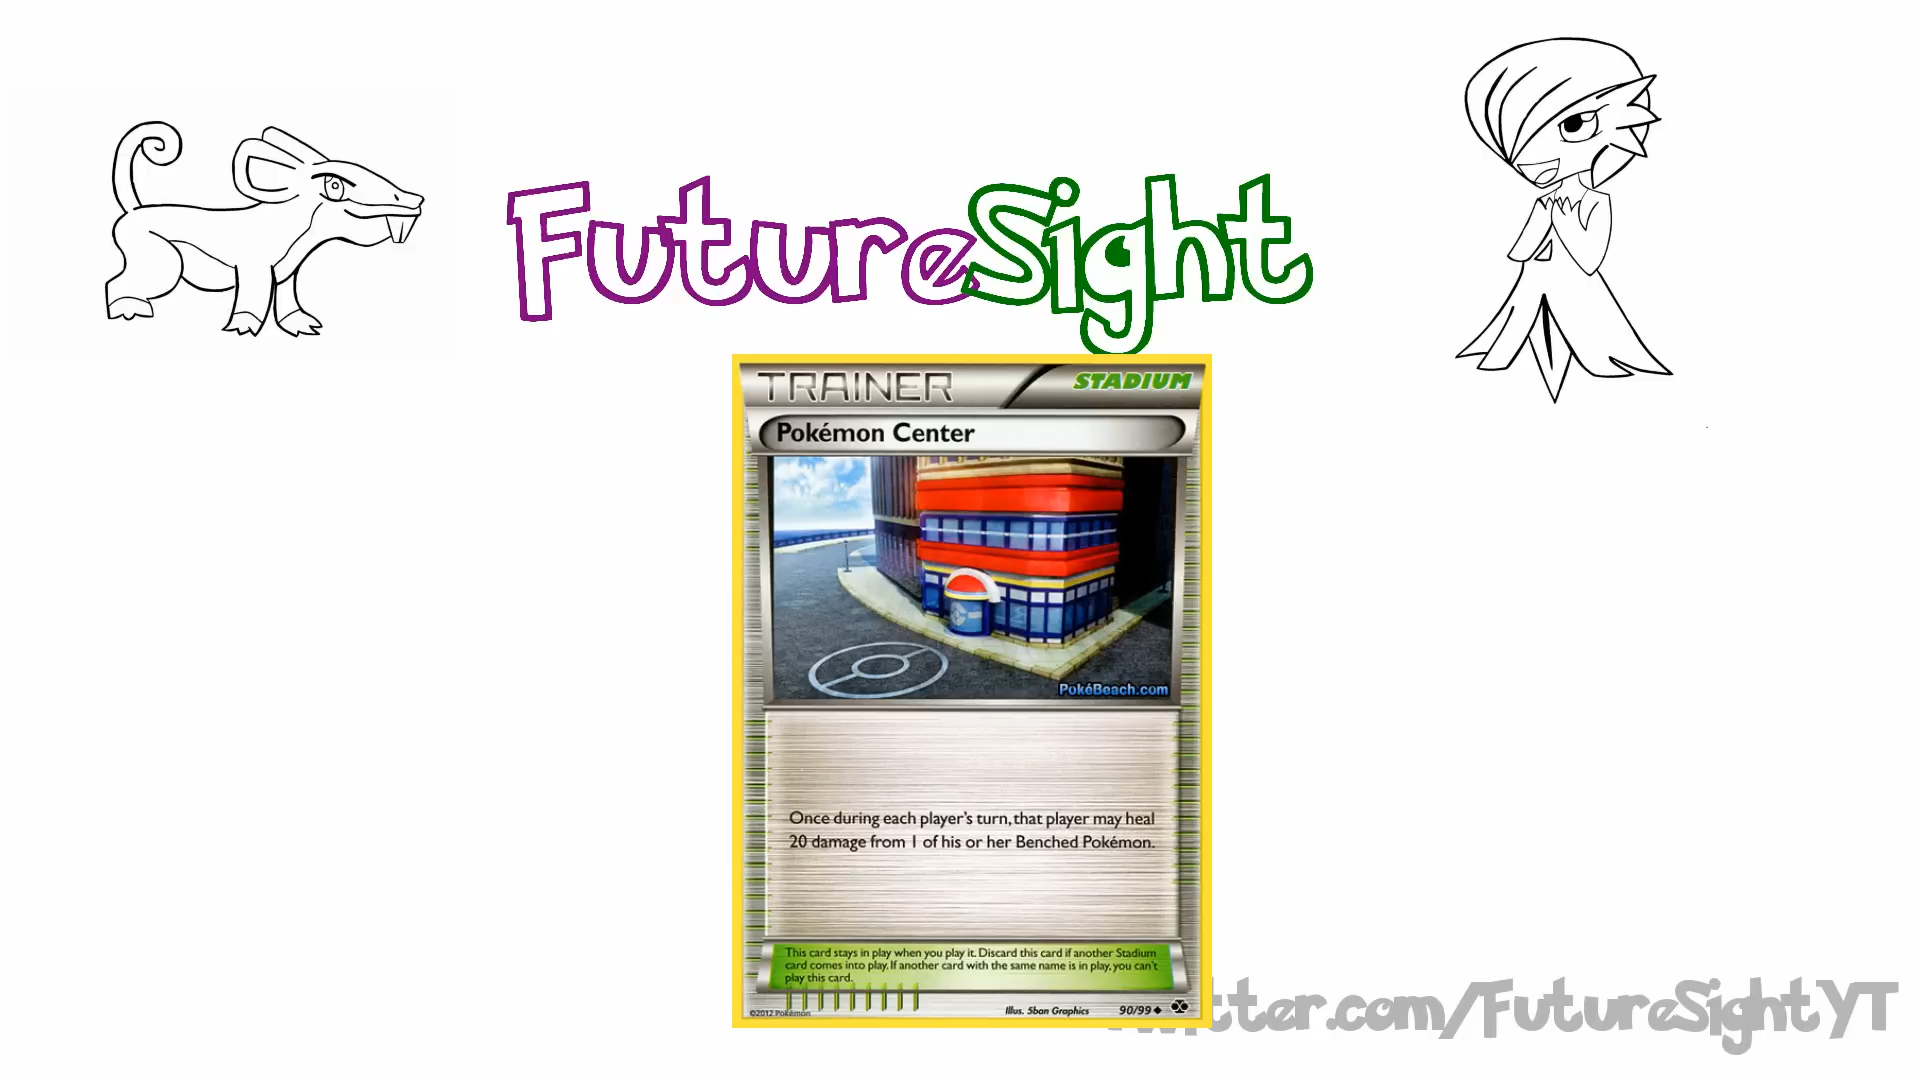 FutureSight
TRAINER
STADIUM
Pokémon Center
PokéBeach.com
Once during each player's turn, that player may heal
20 damage from 1 of his or her Benched Pokémon.
This card stays in play when you play it. Discard this card if another Stadium
card comes into play. If another card with the same name is in play, you can't
play this card.
©2012 Pokémon
Illus. 5ban Graphics
90/99
twitter.com/FutureSightYT